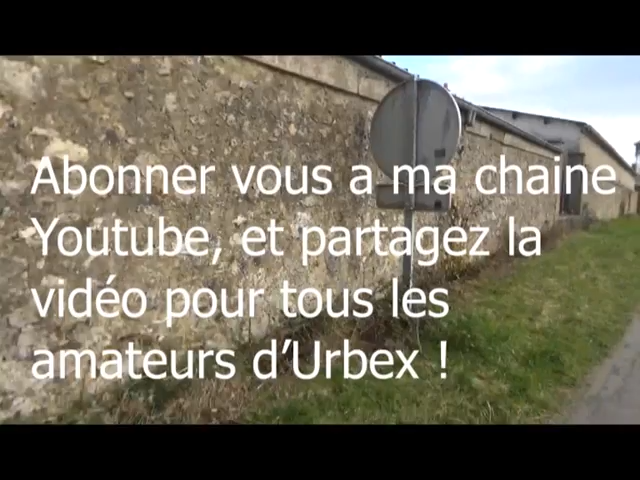 Abonner vous a ma chaine
Youtube, et partagez la
vidéo pour tous les
amateurs d’Urbex !